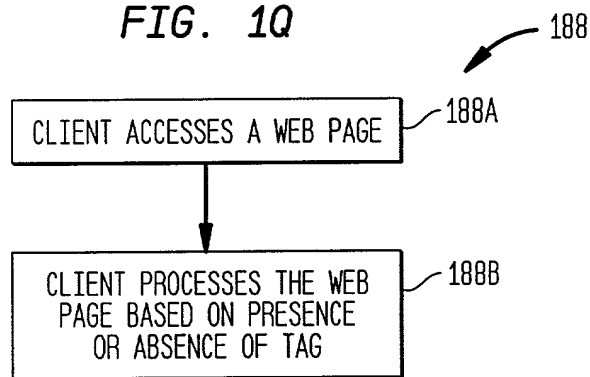 FIG. 1Q
188
CLIENT ACCESSES A WEB PAGE
188A
CLIENT PROCESSES THE WEB
PAGE BASED ON PRESENCE
OR ABSENCE OF TAG
188B